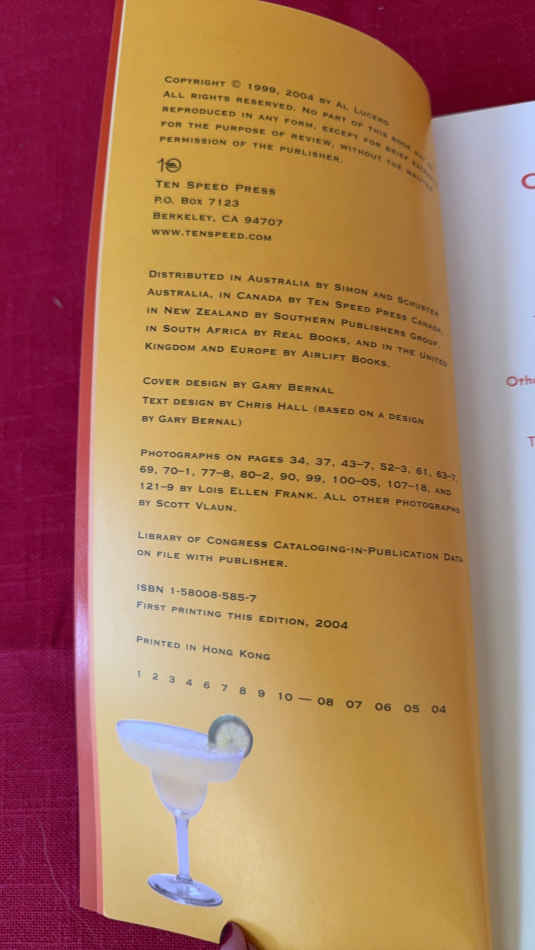 Copyright © 1999, 2004 by Al Lucero
All rights reserved. No part of this book
reproduced in any form, except for brief
for the purpose of review, without the written
permission of the publisher.
10
Ten Speed Press
P.O. Box 7123
Berkeley, CA 94707
www.tenspeed.com
Distributed in Australia by Simon and Schuster
Australia, in Canada by Ten Speed Press Canada,
in New Zealand by Southern Publishers Group,
in South Africa by Real Books, and in the United
Kingdom and Europe by Airlift Books.
Cover design by Gary Bernal
Text design by Chris Hall (based on a design
by Gary Bernal)
Photographs on pages 34, 37, 43–7, 52–3, 61, 63–7,
69, 70–1, 77–8, 80–2, 90, 99, 100–05, 107–18, and
121–9 by Lois Ellen Frank. All other photographs
by Scott Vlaun.
Library of Congress Cataloging-in-Publication Data
on file with publisher.
ISBN 1-58008-585-7
First printing this edition, 2004
Printed in Hong Kong
1 2 3 4 6 7 8 9 10 — 08 07 06 05 04